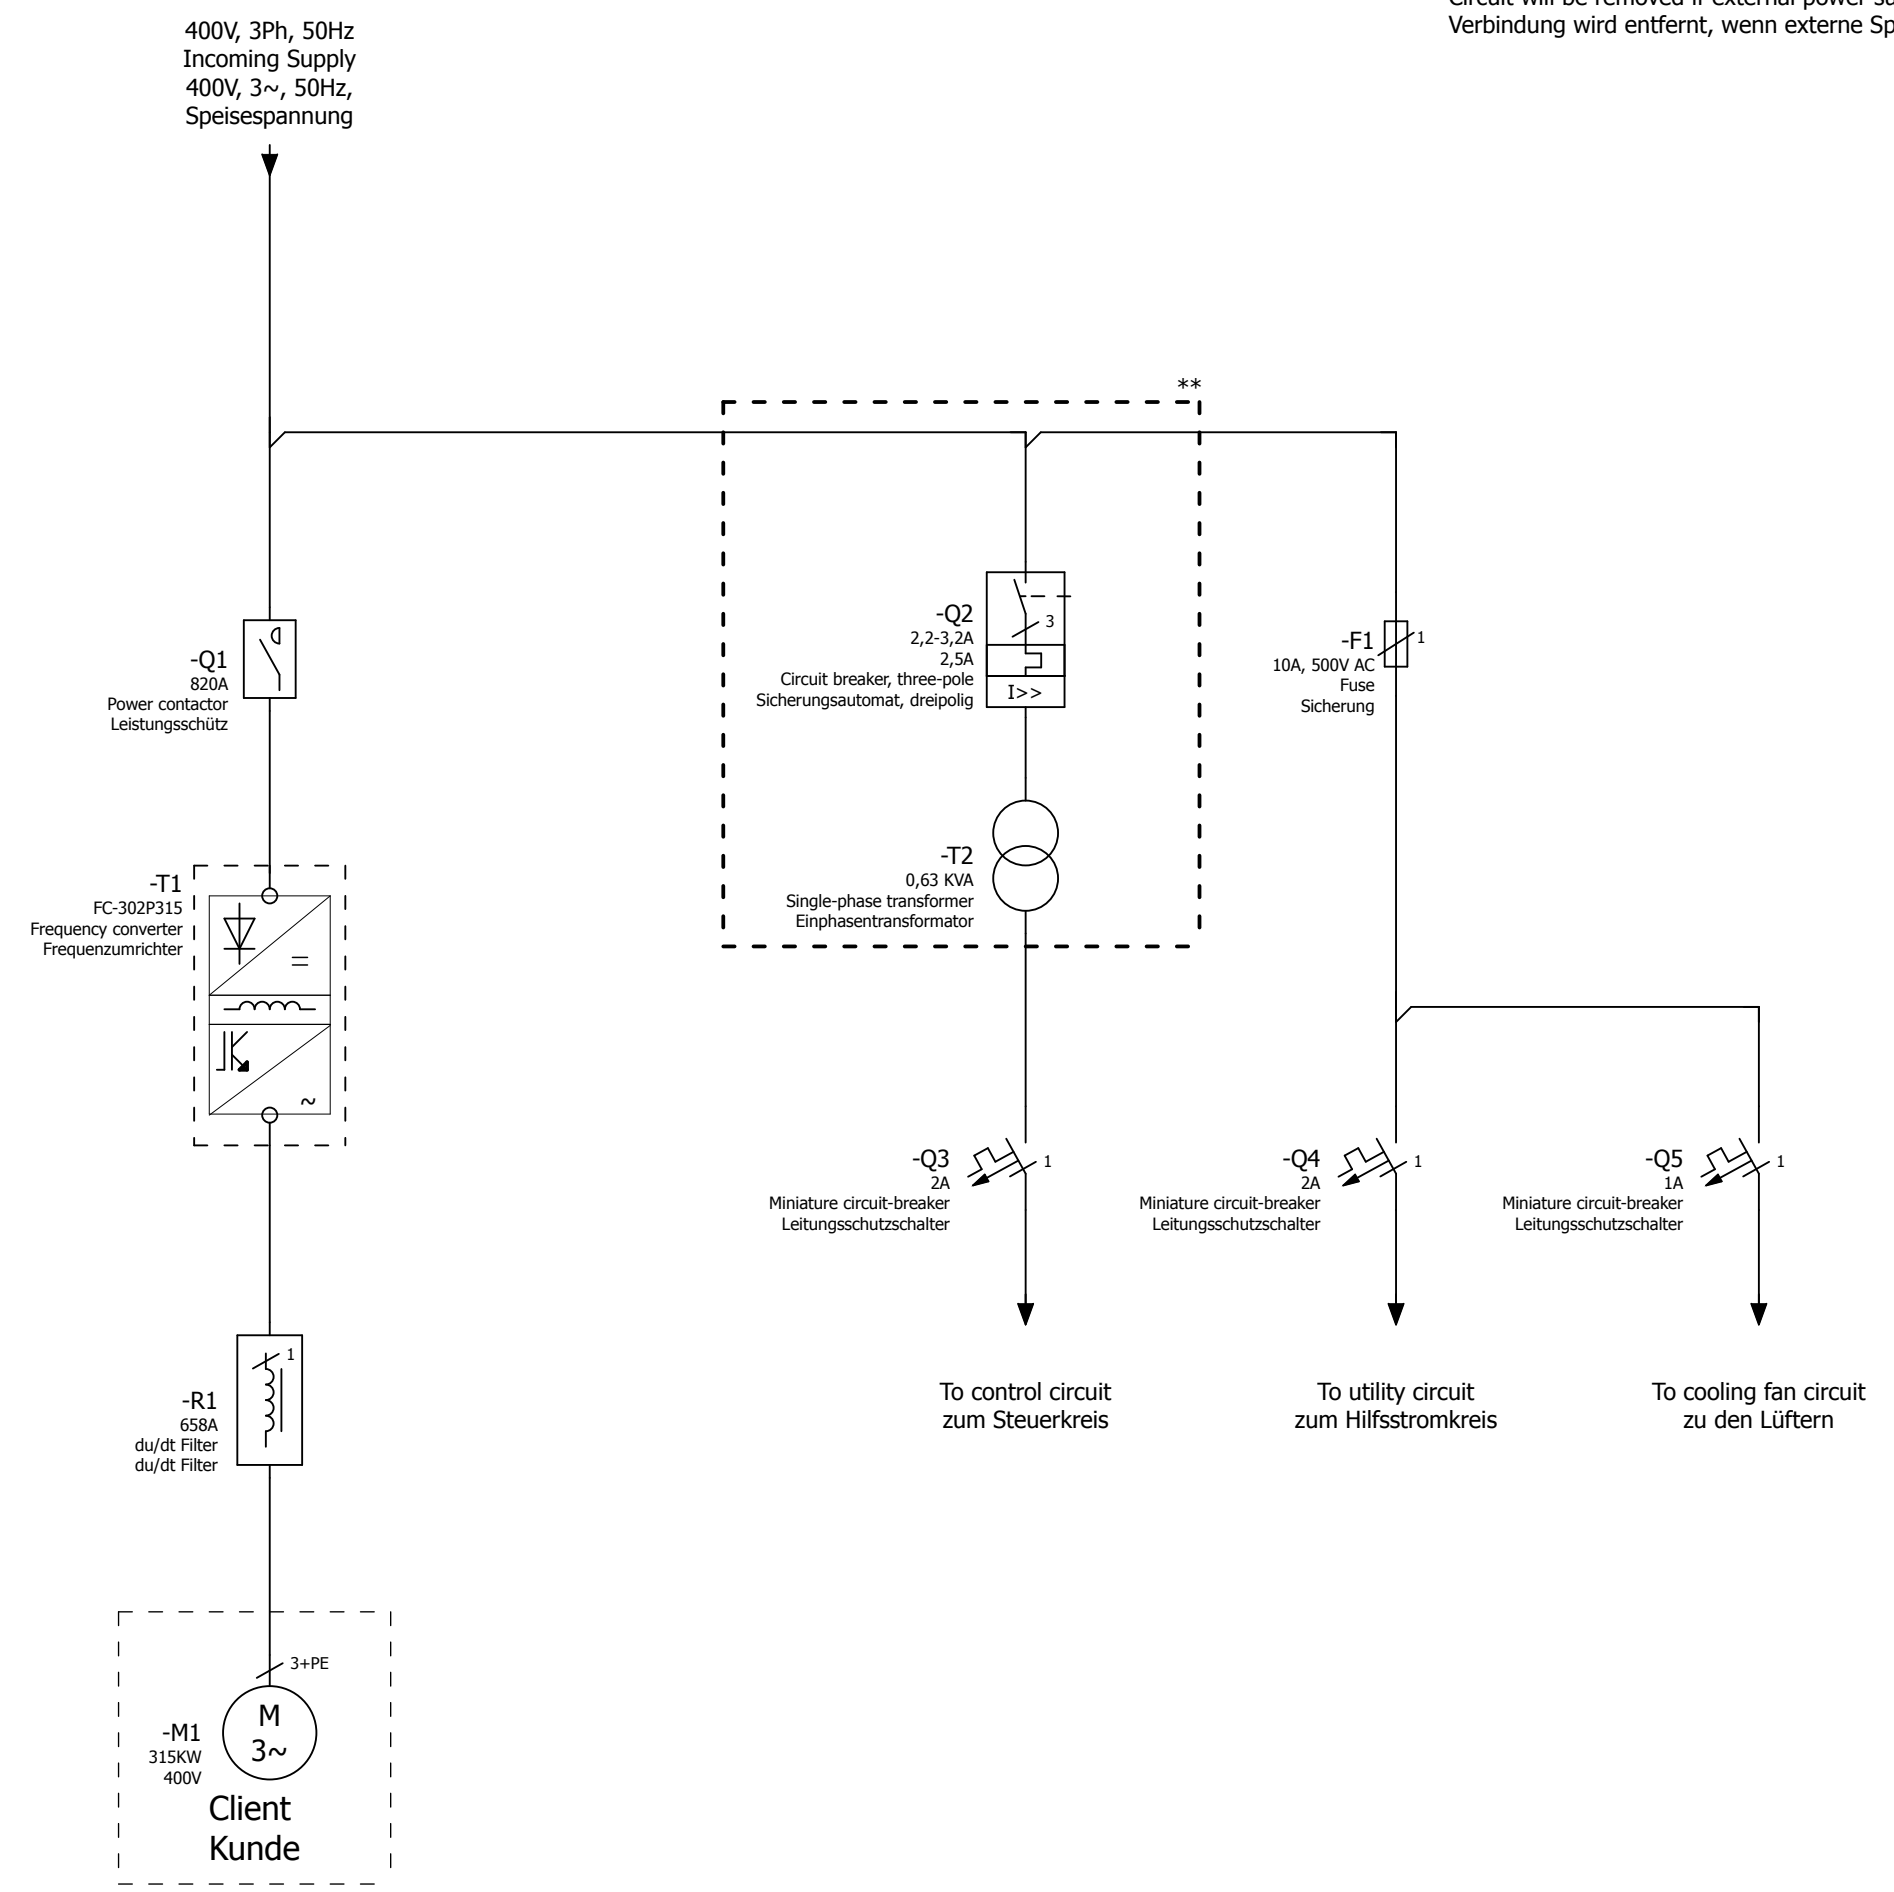 Circuit will be removed if external power
Verbindung wird entfernt, wenn externe
400V, 3Ph, 50Hz
Incoming Supply
400V, 3~, 50Hz,
Speisespannung
**
-Q1
820A
Power contactor
Leistungsschütz
-Q2
2,2-3,2A
2,5A
Circuit breaker, three-pole
Sicherungsautomat, dreipolig
3
I>>
-F1
10A, 500V AC
Fuse
Sicherung
1
-T1
FC-302P315
Frequency converter
Frequenzumrichter
=
~
-T2
0,63 KVA
Single-phase transformer
Einphasentransformator
-Q3
2A
Miniature circuit-breaker
Leitungsschutzschalter
1
-Q4
2A
Miniature circuit-breaker
Leitungsschutzschalter
1
-Q5
1A
Miniature circuit-breaker
Leitungsschutzschalter
1
To control circuit
zum Steuerkreis
To utility circuit
zum Hilfsstromkreis
To cooling fan circuit
zu den Lüftern
-R1
658A
du/dt Filter
du/dt Filter
1
3+PE
-M1
315KW
400V
M
3~
Client
Kunde